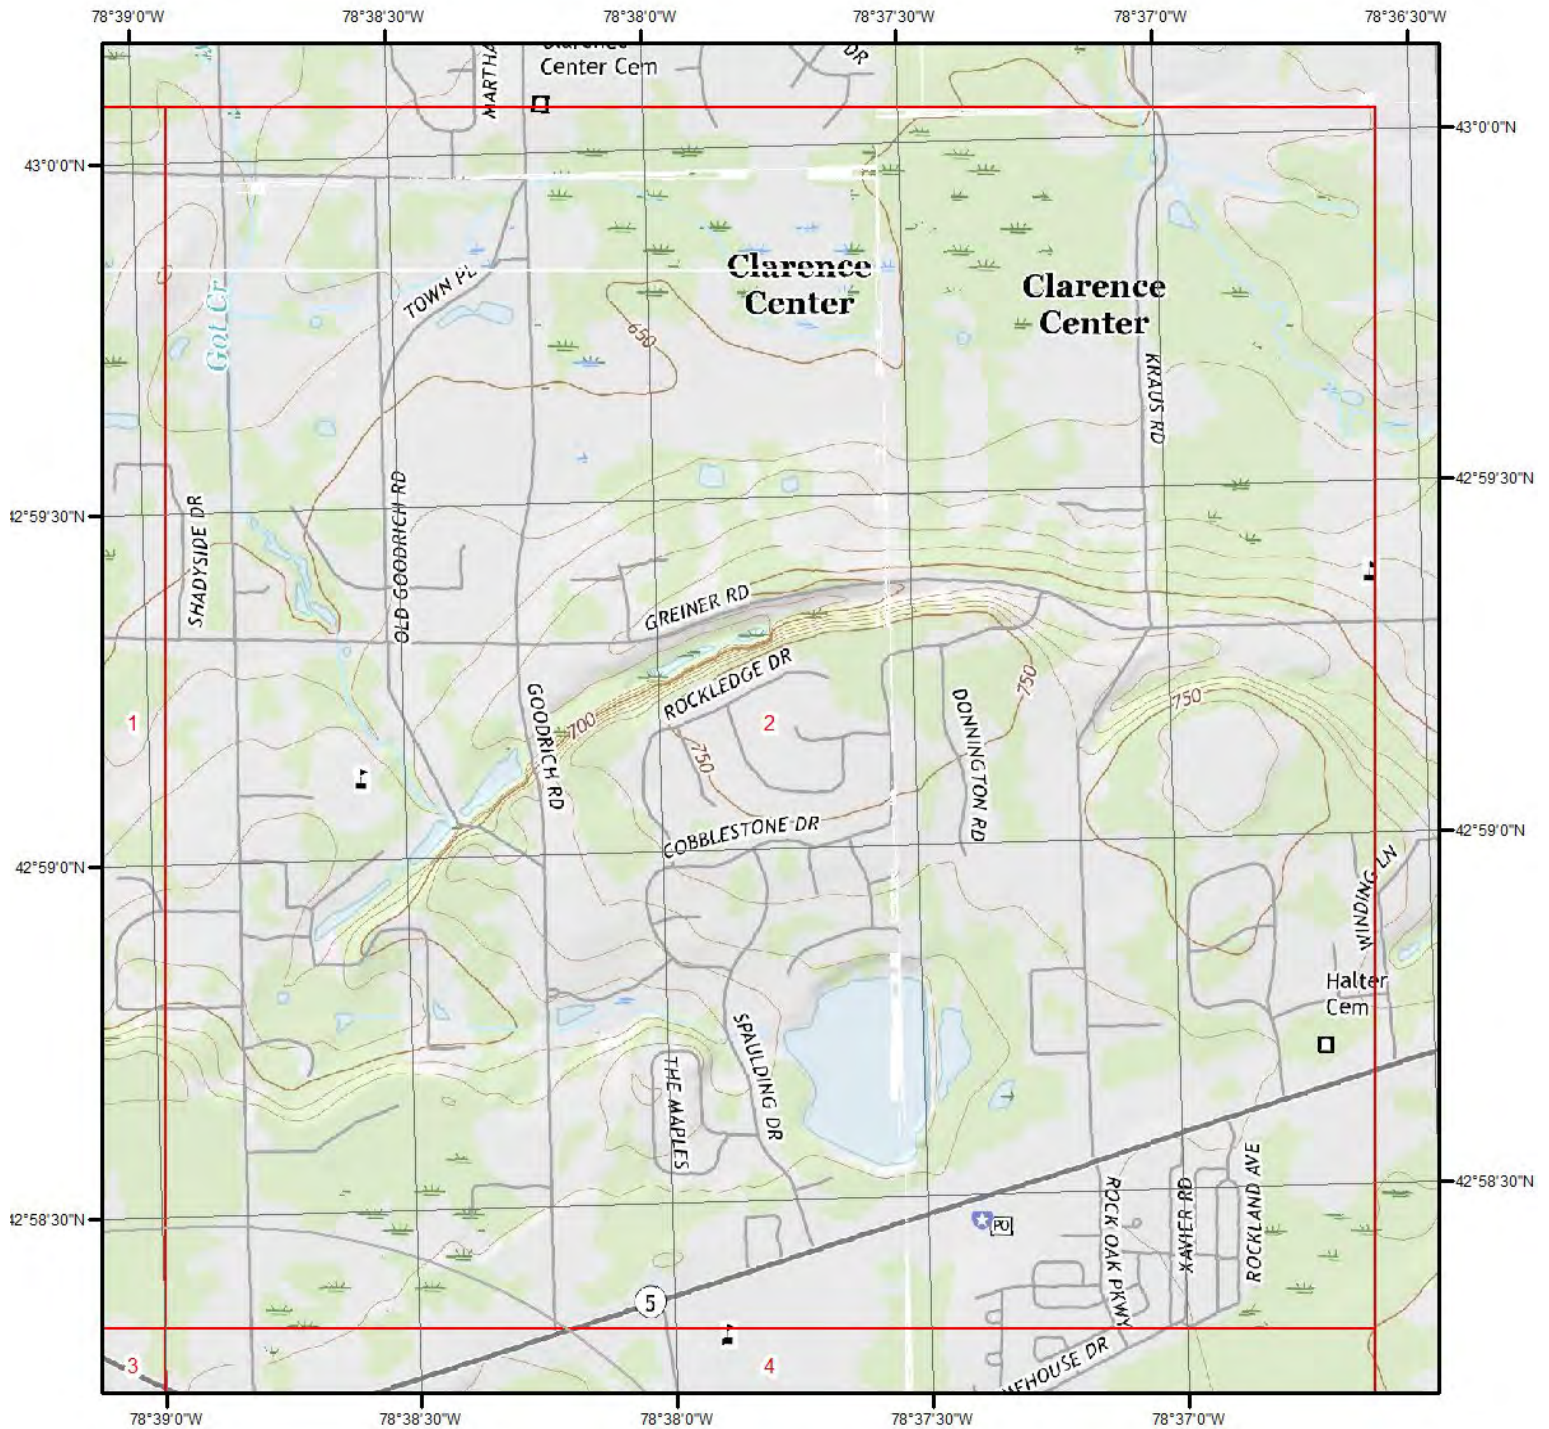 78°39'0"W
78°38'30"W
78°38'0"W
78°37'30"W
78°37'0"W
78°36'30"W
Clarence
Center Cem
MARTHA
DR
43°0'0"N
43°0'0"N
Clarence
Center
Clarence
Center
TOWN PL
Got Cr
650
KRAUS RD
42°59'30"N
2°59'30"N
SHADYSIDE DR
OLD GOODRICH RD
GREINER RD
ROCKLEDGE DR
GOODRICH RD
700
750
750
750
1
2
DONNINGTON RD
COBBLESTONE DR
42°59'0"N
42°59'0"N
WINDING LN
Halter
Cem
SPAULDING DR
THE MAPLES
ROCK OAK PKWY
XAVIER RD
ROCKLAND AVE
42°58'30"N
2°58'30"N
PO
5
3
4
MEHOUSE DR
78°39'0"W
78°38'30"W
78°38'0"W
78°37'30"W
78°37'0"W